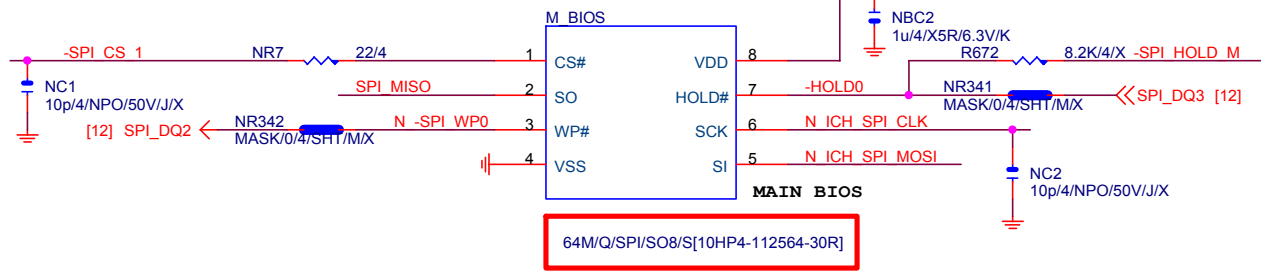 M_BIOS
NBC2
1u/4/X5R/6.3V/K
-SPI_CS_1 NR7 22/4 1 CS# VDD 8 R672 8.2K/4/X -SPI_HOLD_M
NC1
10p/4/NPO/50V/J/X
SPI_MISO 2 SO HOLD# 7 -HOLD0 NR341 SPI_DQ3 [12]
MASK/0/4/SHT/M/X
[12] SPI_DQ2 NR342 N_-SPI_WP0 3 WP# SCK 6 N_ICH_SPI_CLK
MASK/0/4/SHT/M/X
4 VSS SI 5 N_ICH_SPI_MOSI
NC2
10p/4/NPO/50V/J/X
MAIN BIOS
64M/Q/SPI/SO8/S[10HP4-112564-30R]